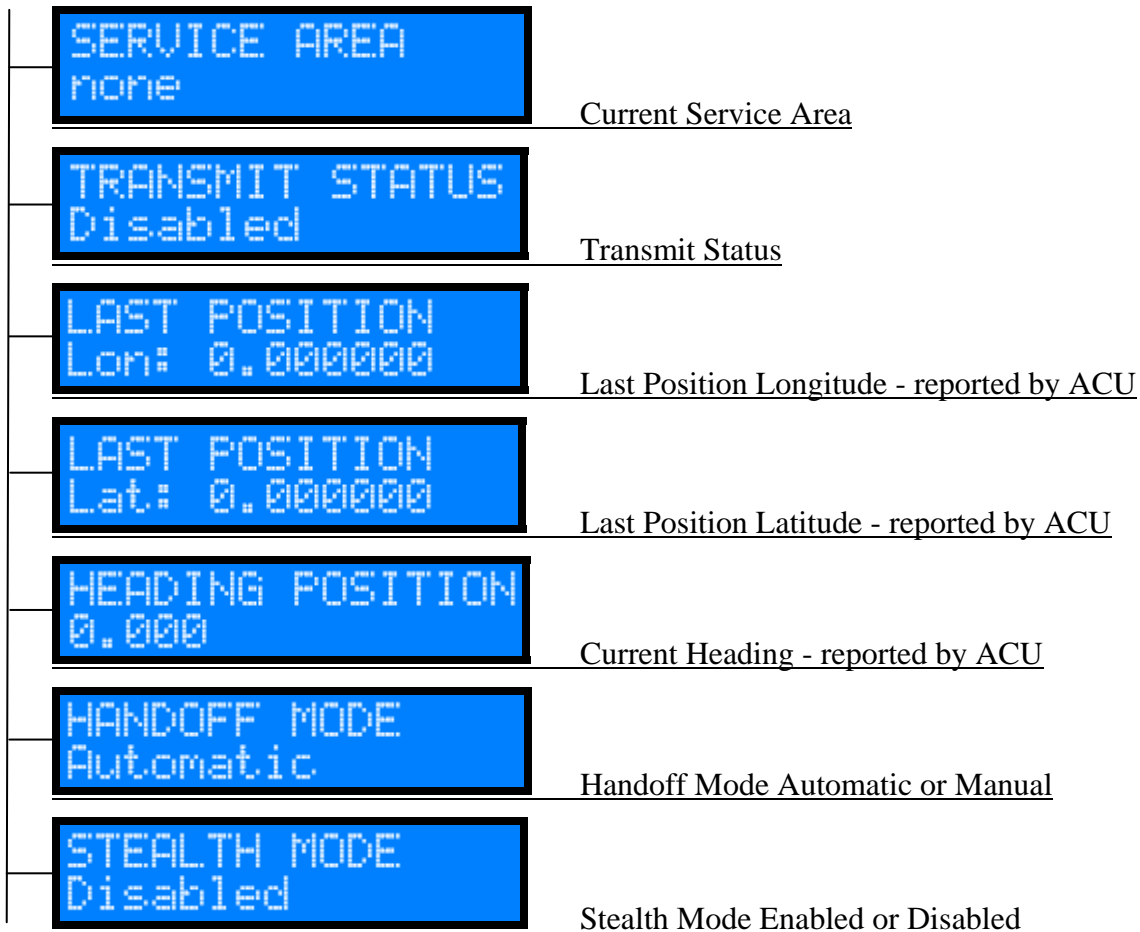 SERVICE AREA
none
Current Service Area
TRANSMIT STATUS
Disabled
Transmit Status
LAST POSITION
Lon: 0.000000
Last Position Longitude - reported by ACU
LAST POSITION
Lat: 0.000000
Last Position Latitude - reported by ACU
HEADING POSITION
0.000
Current Heading - reported by ACU
HANDOFF MODE
Automatic
Handoff Mode Automatic or Manual
STEALTH MODE
Disabled
Stealth Mode Enabled or Disabled